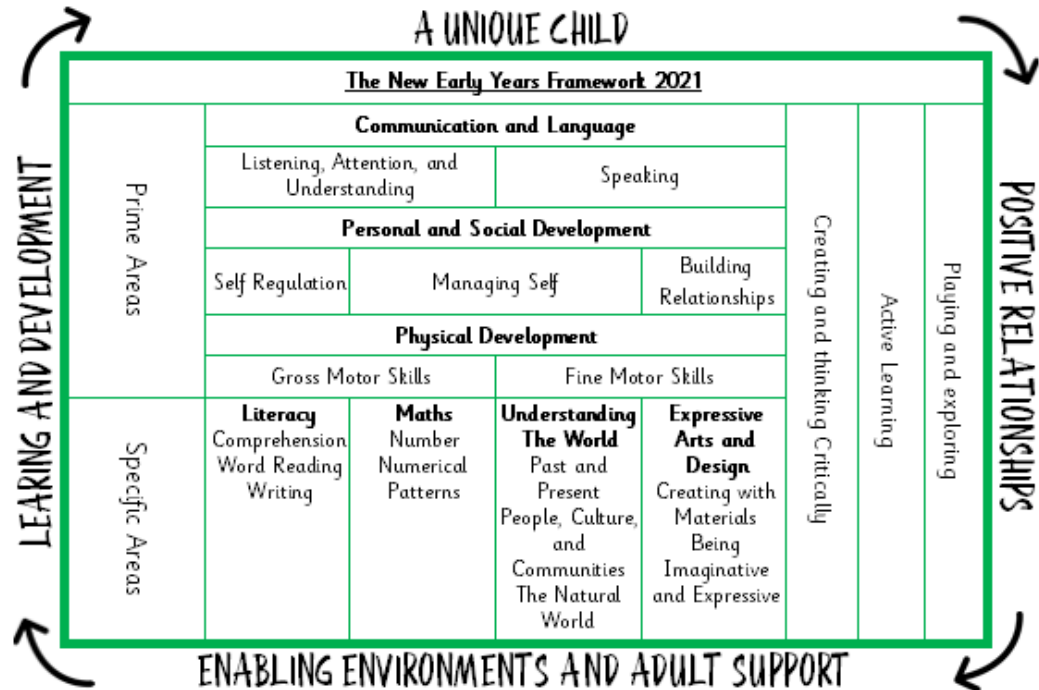 A UNIQUE CHILD
The New Early Years Framework 2021
Prime Areas
Communication and Language
Listening, Attention, and
Understanding
Speaking
Personal and Social Development
Self Regulation
Managing Self
Building
Relationships
Physical Development
Gross Motor Skills
Fine Motor Skills
Specific Areas
Literacy
Comprehension
Word Reading
Writing
Maths
Number
Numerical
Patterns
Understanding
The World
Past and
Present
People, Culture,
and
Communities
The Natural
World
Expressive
Arts and
Design
Creating with
Materials
Being
Imaginative
and Expressive
Creating and thinking Critically
Active Learning
Playing and exploring
POSITIVE RELATIONSHIPS
ENABLING ENVIRONMENTS AND ADULT SUPPORT
LEARING AND DEVELOPMENT